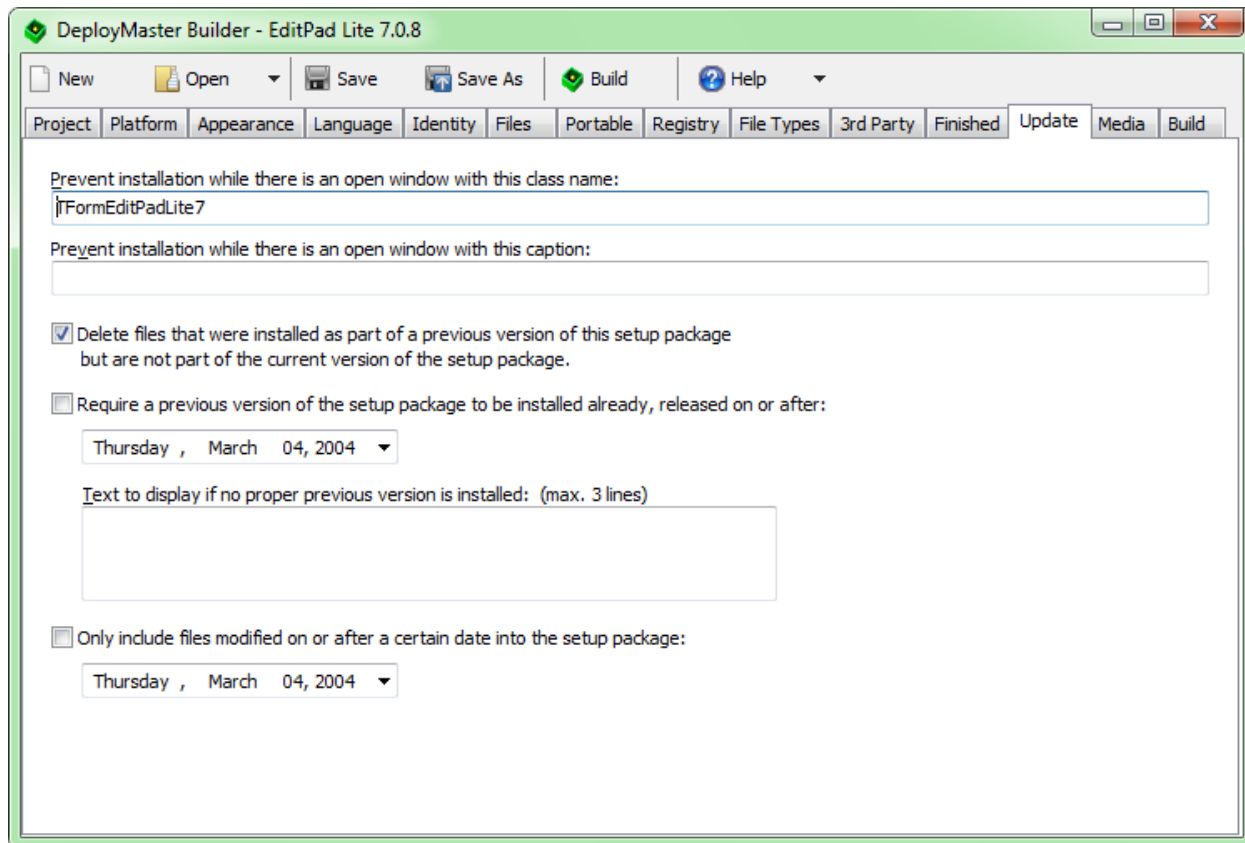 DeployMaster Builder - EditPad Lite 7.0.8
New Open Save Save As Build Help
Project Platform Appearance Language Identity Files Portable Registry File Types 3rd Party Finished Update Media Build
Prevent installation while there is an open window with this class name:
TFormEditPadLite7
Prevent installation while there is an open window with this caption:
Delete files that were installed as part of a previous version of this setup package
but are not part of the current version of the setup package.
Require a previous version of the setup package to be installed already, released on or after:
Thursday , March 04, 2004
Text to display if no proper previous version is installed: (max. 3 lines)
Only include files modified on or after a certain date into the setup package:
Thursday , March 04, 2004